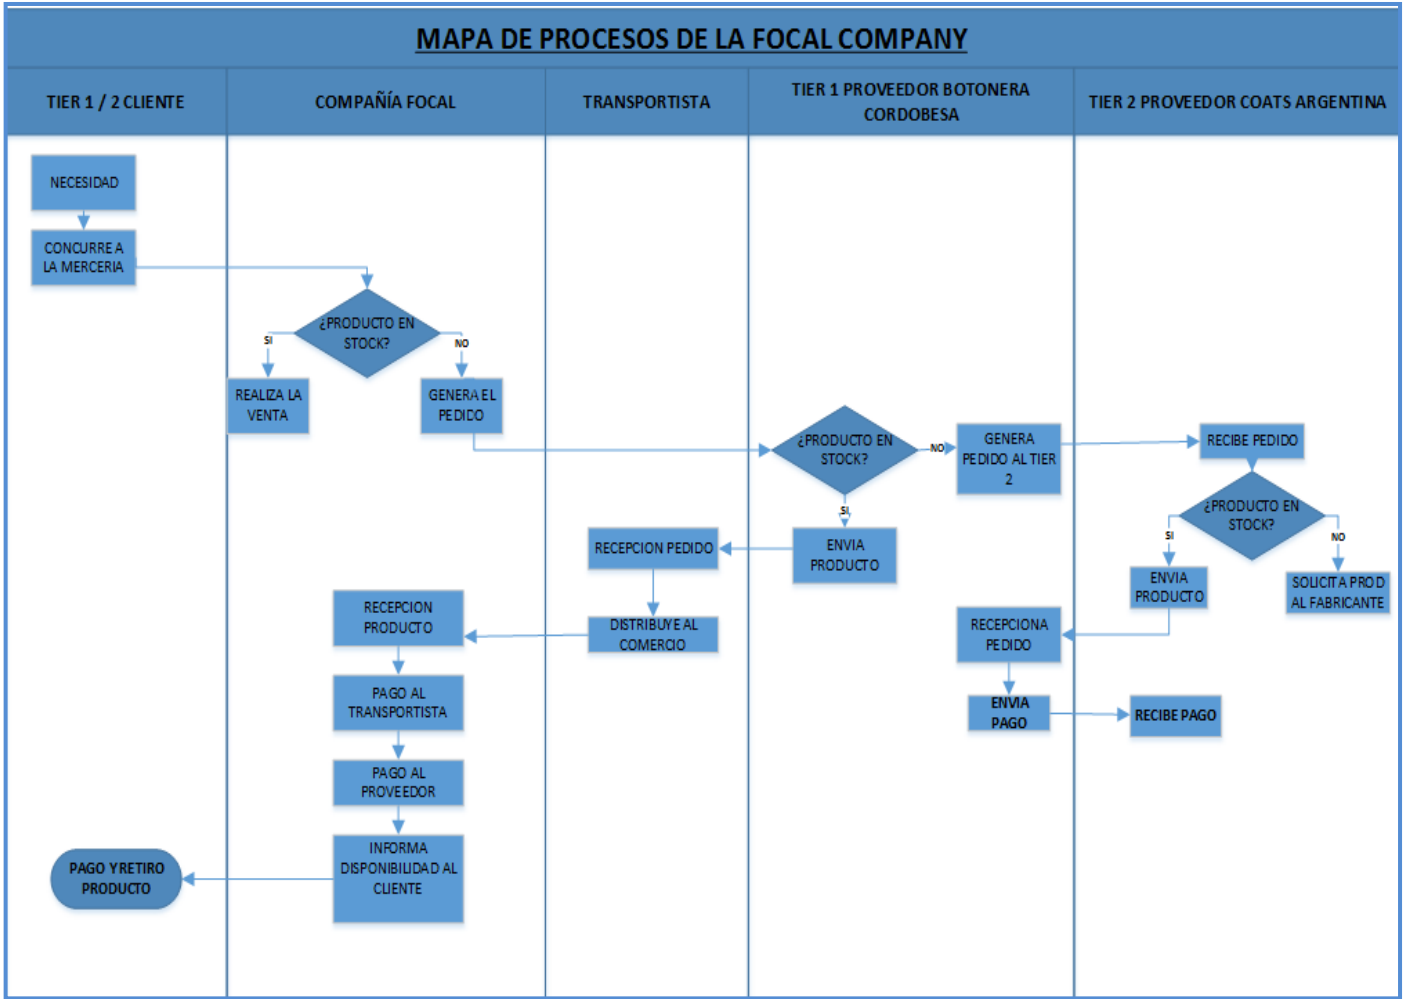 MAPA DE PROCESOS DE LA FOCAL COMPANY
TIER 1 / 2 CLIENTE
COMPAÑÍA FOCAL
TRANSPORTISTA
TIER 1 PROVEEDOR BOTONERA
CORDOBESA
TIER 2 PROVEEDOR COATS ARGENTINA
NECESIDAD
CONCURRE A
LA MERCERIA
¿PRODUCTO EN
STOCK?
SI
NO
REALIZA LA
VENTA
GENERA EL
PEDIDO
¿PRODUCTO EN
STOCK?
NO
SI
GENERA
PEDIDO AL TIER
2
RECIBE PEDIDO
¿PRODUCTO EN
STOCK?
SI
NO
ENVIA
PRODUCTO
RECEPCION PEDIDO
ENVIA
PRODUCTO
SOLICITA PROD
AL FABRICANTE
DISTRIBUYE AL
COMERCIO
RECEPCION
PRODUCTO
RECEPCIONA
PEDIDO
PAGO AL
TRANSPORTISTA
ENVIA
PAGO
RECIBE PAGO
PAGO AL
PROVEEDOR
INFORMA
DISPONIBILIDAD AL
CLIENTE
PAGO Y RETIRO
PRODUCTO